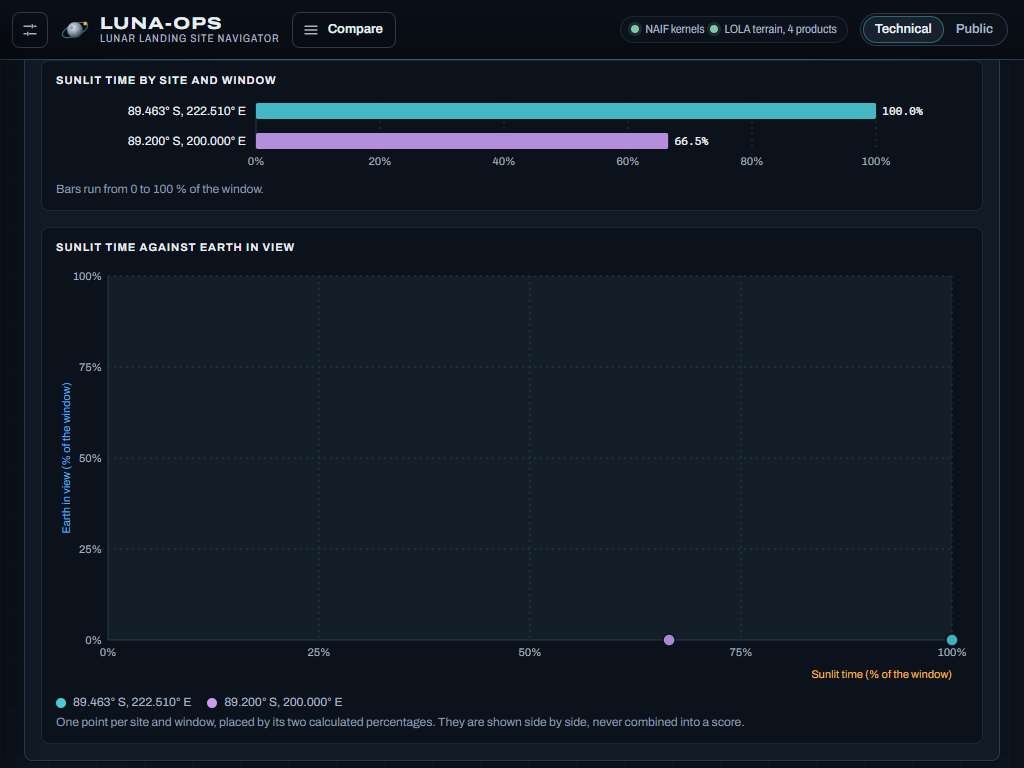 LUNA-OPS
LUNAR LANDING SITE NAVIGATOR
Compare
NAIF kernels
LOLA terrain, 4 products
Technical
Public
SUNLIT TIME BY SITE AND WINDOW
89.463° S, 222.510° E
100.0%
89.200° S, 200.000° E
66.5%
0%
20%
40%
60%
80%
100%
Bars run from 0 to 100 % of the window.
SUNLIT TIME AGAINST EARTH IN VIEW
100%
75%
50%
25%
0%
Earth in view (% of the window)
0%
25%
50%
75%
100%
Sunlit time (% of the window)
89.463° S, 222.510° E
89.200° S, 200.000° E
One point per site and window, placed by its two calculated percentages. They are shown side by side, never combined into a score.